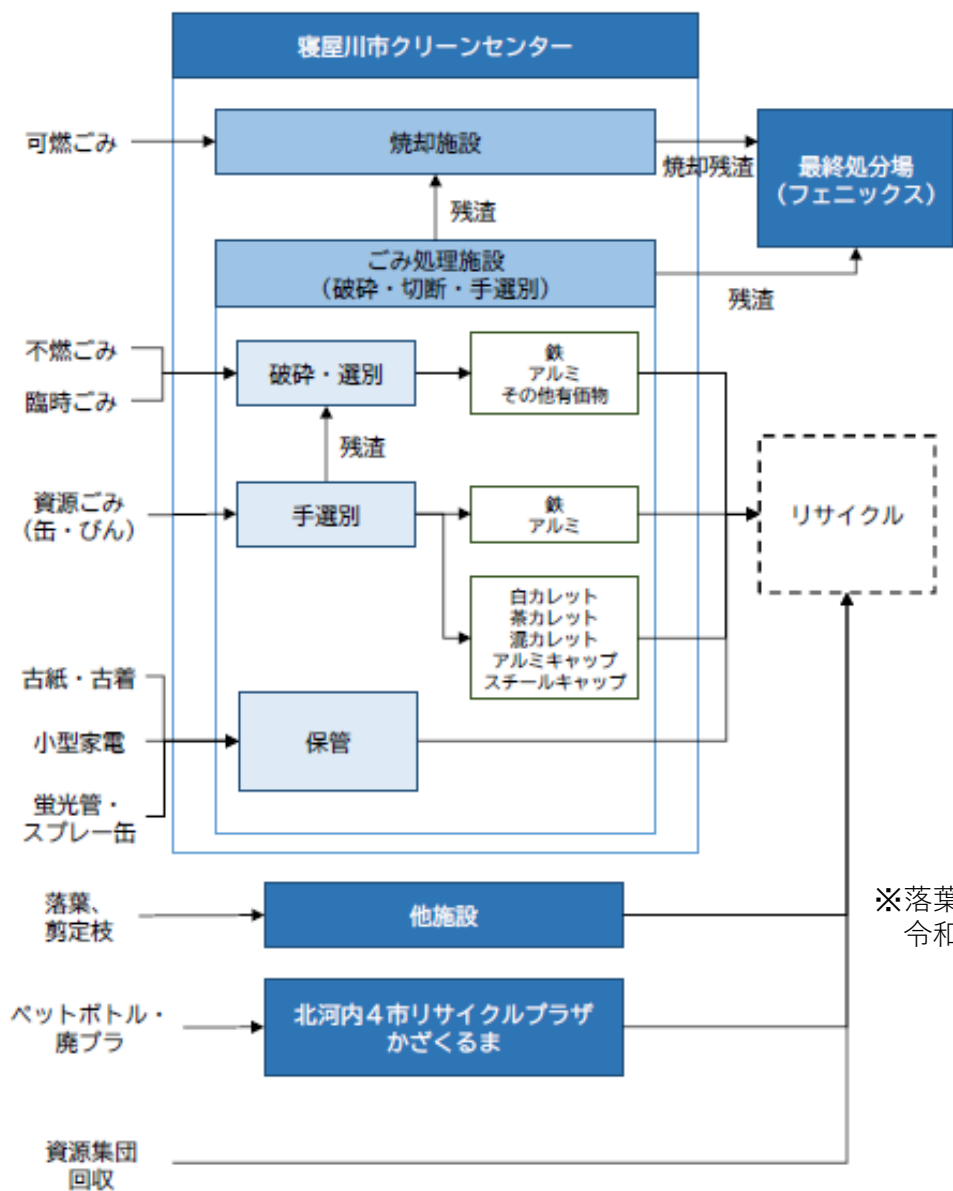 寝屋川市クリーンセンター
可燃ごみ
焼却施設
焼却残渣
最終処分場
(フェニックス)
残渣
ごみ処理施設
(破砕・切断・手選別)
残渣
不燃ごみ
臨時ごみ
破砕・選別
鉄
アルミ
その他有価物
残渣
資源ごみ
(缶・びん)
手選別
鉄
アルミ
リサイクル
白カレット
茶カレット
混カレット
アルミキャップ
スチールキャップ
古紙・古着
小型家電
蛍光管・
スプレー缶
保管
落葉、
剪定枝
他施設
※落葉
令和
ペットボトル・
廃プラ
北河内4市リサイクルプラザ
かざぐるま
資源集団
回収